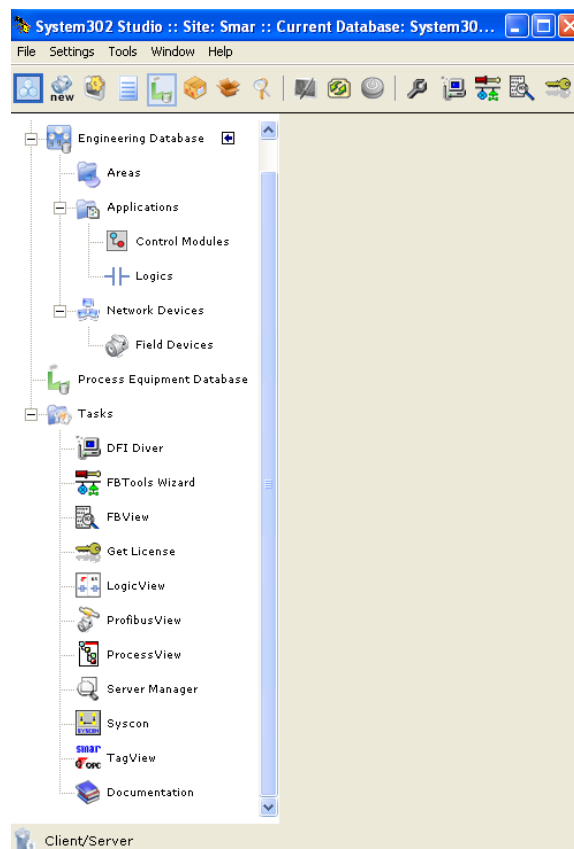 System302 Studio :: Site: Smar :: Current Database: System30...
File Settings Tools Window Help
new
Engineering Database
Areas
Applications
Control Modules
Logics
Network Devices
Field Devices
Process Equipment Database
Tasks
DFI Diver
FBTools Wizard
FBView
Get License
LogicView
ProfibusView
ProcessView
Server Manager
SYSCON
Syscon
smar
OPC
TagView
Documentation
Client/Server